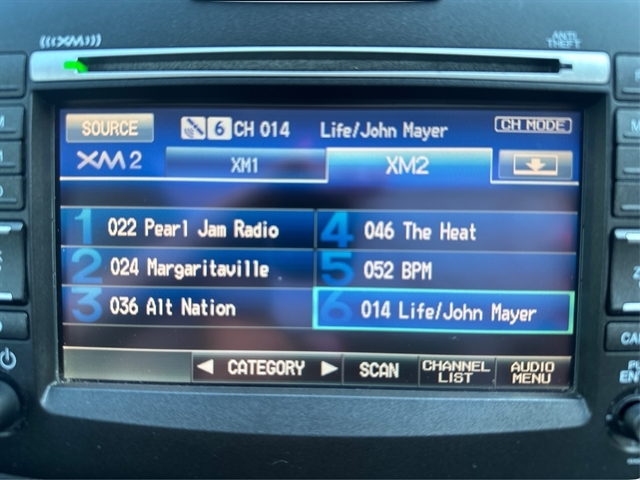 (((XM)))
ANTI THEFT
SOURCE 6 CH 014 Life/John Mayer CH MODE
XM2 XM1 XM2
1 022 Pearl Jam Radio
2 024 Margaritaville
3 036 Alt Nation
4 046 The Heat
5 052 BPM
6 014 Life/John Mayer
◄ CATEGORY ► SCAN CHANNEL LIST AUDIO MENU